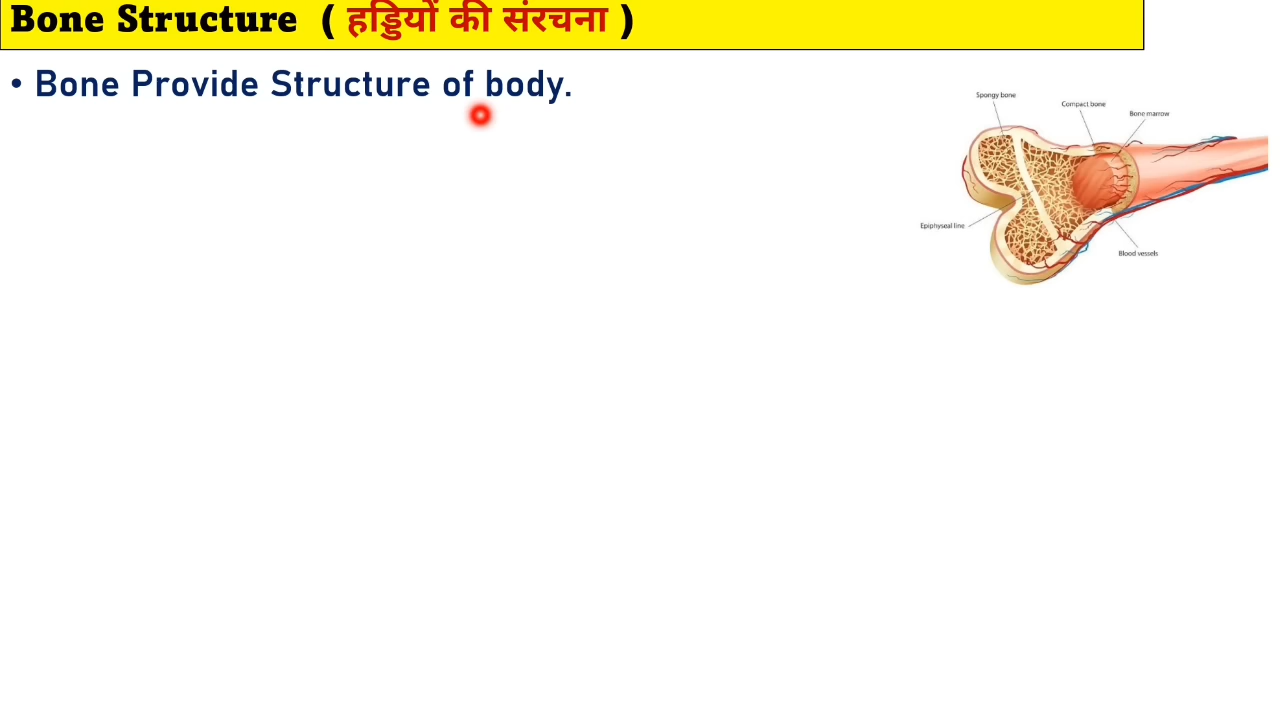 Bone Structure ( हड्डियों की संरचना )
• Bone Provide Structure of body.
Spongy bone
Compact bone
Bone marrow
Epiphyseal line
Blood vessels